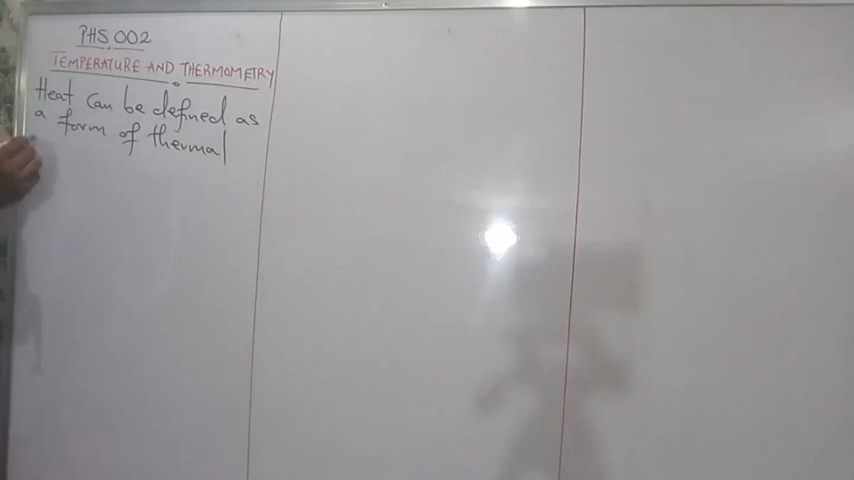 PHS 002
TEMPERATURE AND THERMOMETRY
Heat can be defined as
a form of thermal